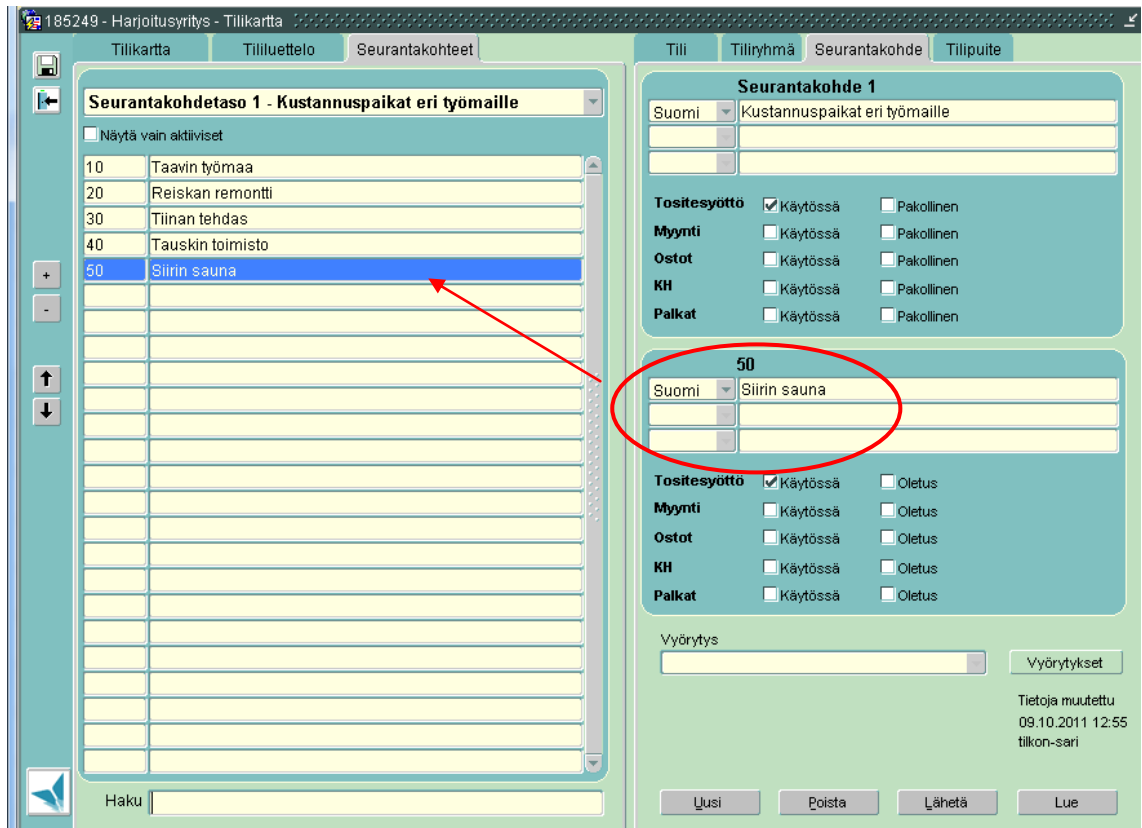 185249 - Harjoitusyritys - Tilikartta
Tilikartta Tililuettelo Seurantakohteet
Seurantakohdetaso 1 - Kustannuspaikat eri työmaille
Näytä vain aktiiviset
10 Taavin työmaa
20 Reiskan remontti
30 Tiinan tehdas
40 Tauskin toimisto
50 Siirin sauna
+
-
Haku
Tili Tiliryhmä Seurantakohde Tilipuite
Seurantakohde 1
Suomi Kustannuspaikat eri työmaille
Tositesyöttö Käytössä Pakollinen
Myynti Käytössä Pakollinen
Ostot Käytössä Pakollinen
KH Käytössä Pakollinen
Palkat Käytössä Pakollinen
50
Suomi Siirin sauna
Tositesyöttö Käytössä Oletus
Myynti Käytössä Oletus
Ostot Käytössä Oletus
KH Käytössä Oletus
Palkat Käytössä Oletus
Vyörytys
Vyörytykset
Tietoja muutettu
09.10.2011 12:55
tilkon-sari
Uusi Poista Lähetä Lue